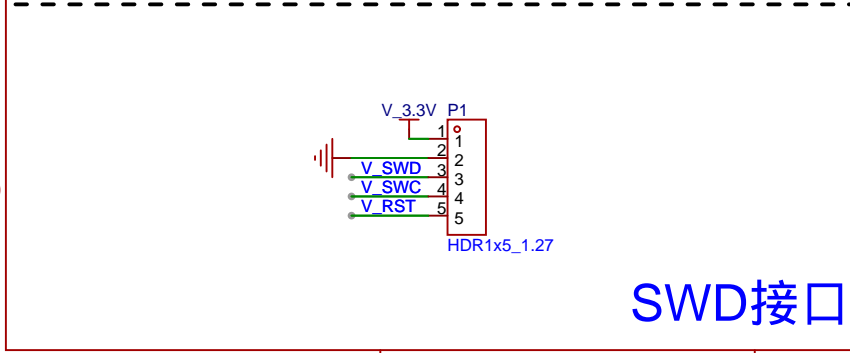 V_3.3V P1
1 1
2 2
V_SWD 3 3
V_SWC 4 4
V_RST 5 5
HDR1x5_1.27
SWD接口